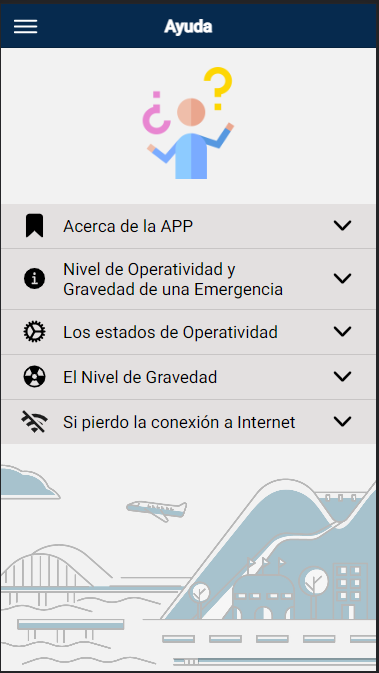 Ayuda
Acerca de la APP
Nivel de Operatividad y
Gravedad de una Emergencia
Los estados de Operatividad
El Nivel de Gravedad
Si pierdo la conexión a Internet